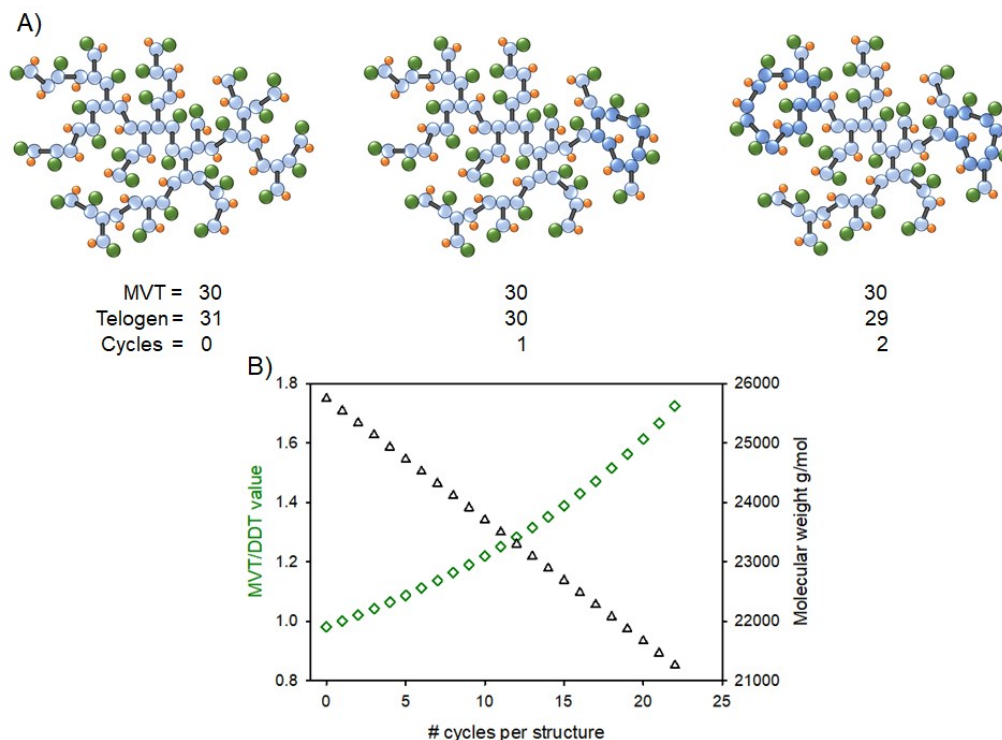 A)
MVT = 30 30 30
Telogen = 31 30 29
Cycles = 0 1 2
B)
1.8 26000
1.6 25000
1.4 24000
1.2 23000
1.0 22000
0.8 21000
MVT/DDT value
Molecular weight g/mol
0 5 10 15 20 25
# cycles per structure